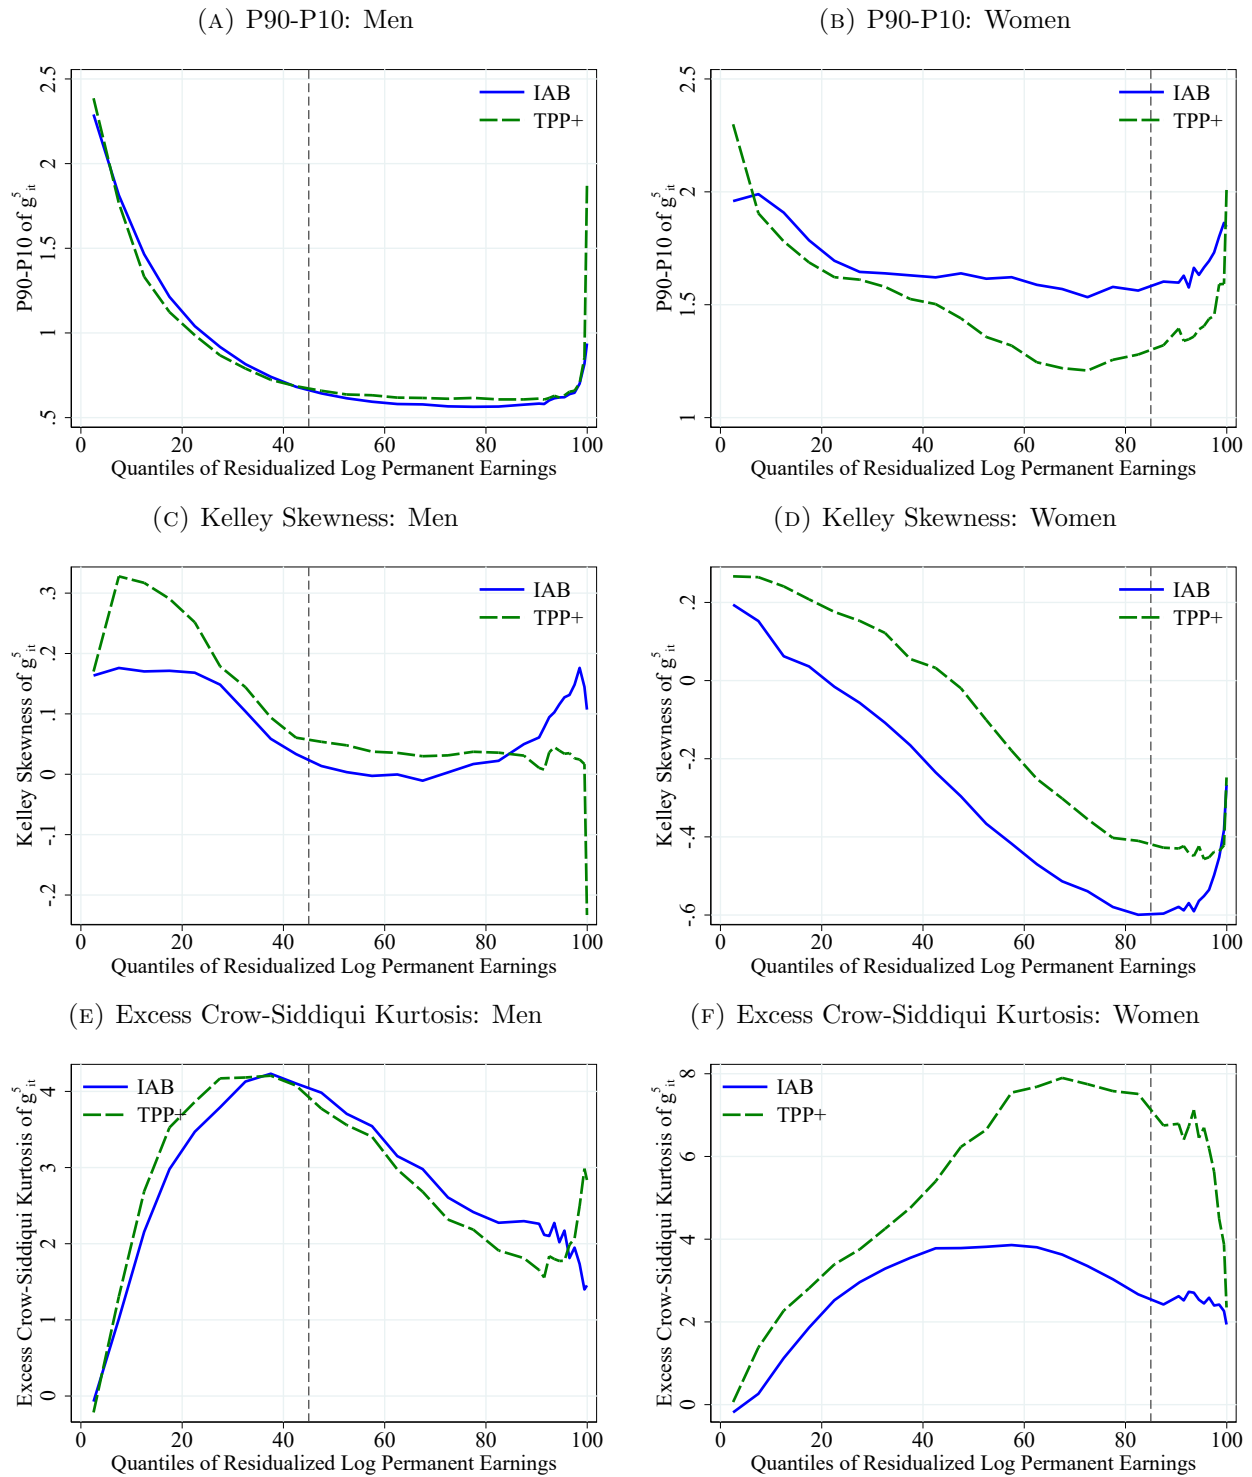 (A) P90-P10: Men
2.5
2
1.5
1
.5
P90-P10 of g⁵ᵢₜ
IAB
TPP+
0 20 40 60 80 100
Quantiles of Residualized Log Permanent Earnings
(B) P90-P10: Women
2.5
2
1.5
1
P90-P10 of g⁵ᵢₜ
IAB
TPP+
0 20 40 60 80 100
Quantiles of Residualized Log Permanent Earnings
(C) Kelley Skewness: Men
.3
.2
.1
0
-.1
-.2
Kelley Skewness of g⁵ᵢₜ
IAB
TPP+
0 20 40 60 80 100
Quantiles of Residualized Log Permanent Earnings
(D) Kelley Skewness: Women
.2
0
-.2
-.4
-.6
Kelley Skewness of g⁵ᵢₜ
IAB
TPP+
0 20 40 60 80 100
Quantiles of Residualized Log Permanent Earnings
(E) Excess Crow-Siddiqui Kurtosis: Men
4
3
2
1
0
Excess Crow-Siddiqui Kurtosis of g⁵ᵢₜ
IAB
TPP+
0 20 40 60 80 100
Quantiles of Residualized Log Permanent Earnings
(F) Excess Crow-Siddiqui Kurtosis: Women
8
6
4
2
0
Excess Crow-Siddiqui Kurtosis of g⁵ᵢₜ
IAB
TPP+
0 20 40 60 80 100
Quantiles of Residualized Log Permanent Earnings